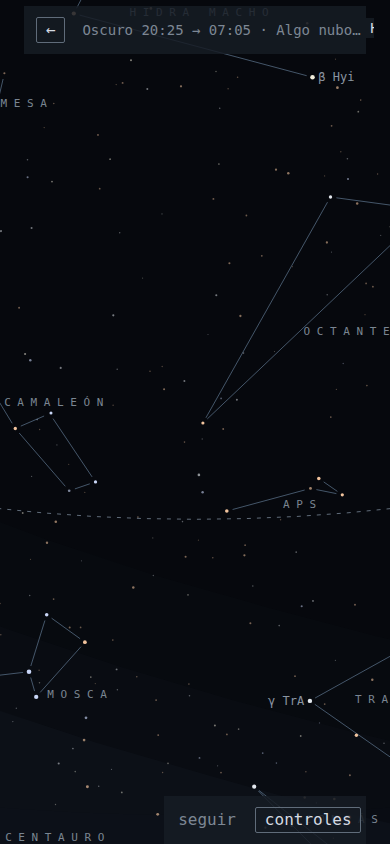 HIDRA MACHO
← Oscuro 20:25 → 07:05 · Algo nubo…
β Hyi
MESA
OCTANTE
CAMALEÓN
APS
MOSCA
γ TrA
TRA
S
seguir controles
CENTAURO